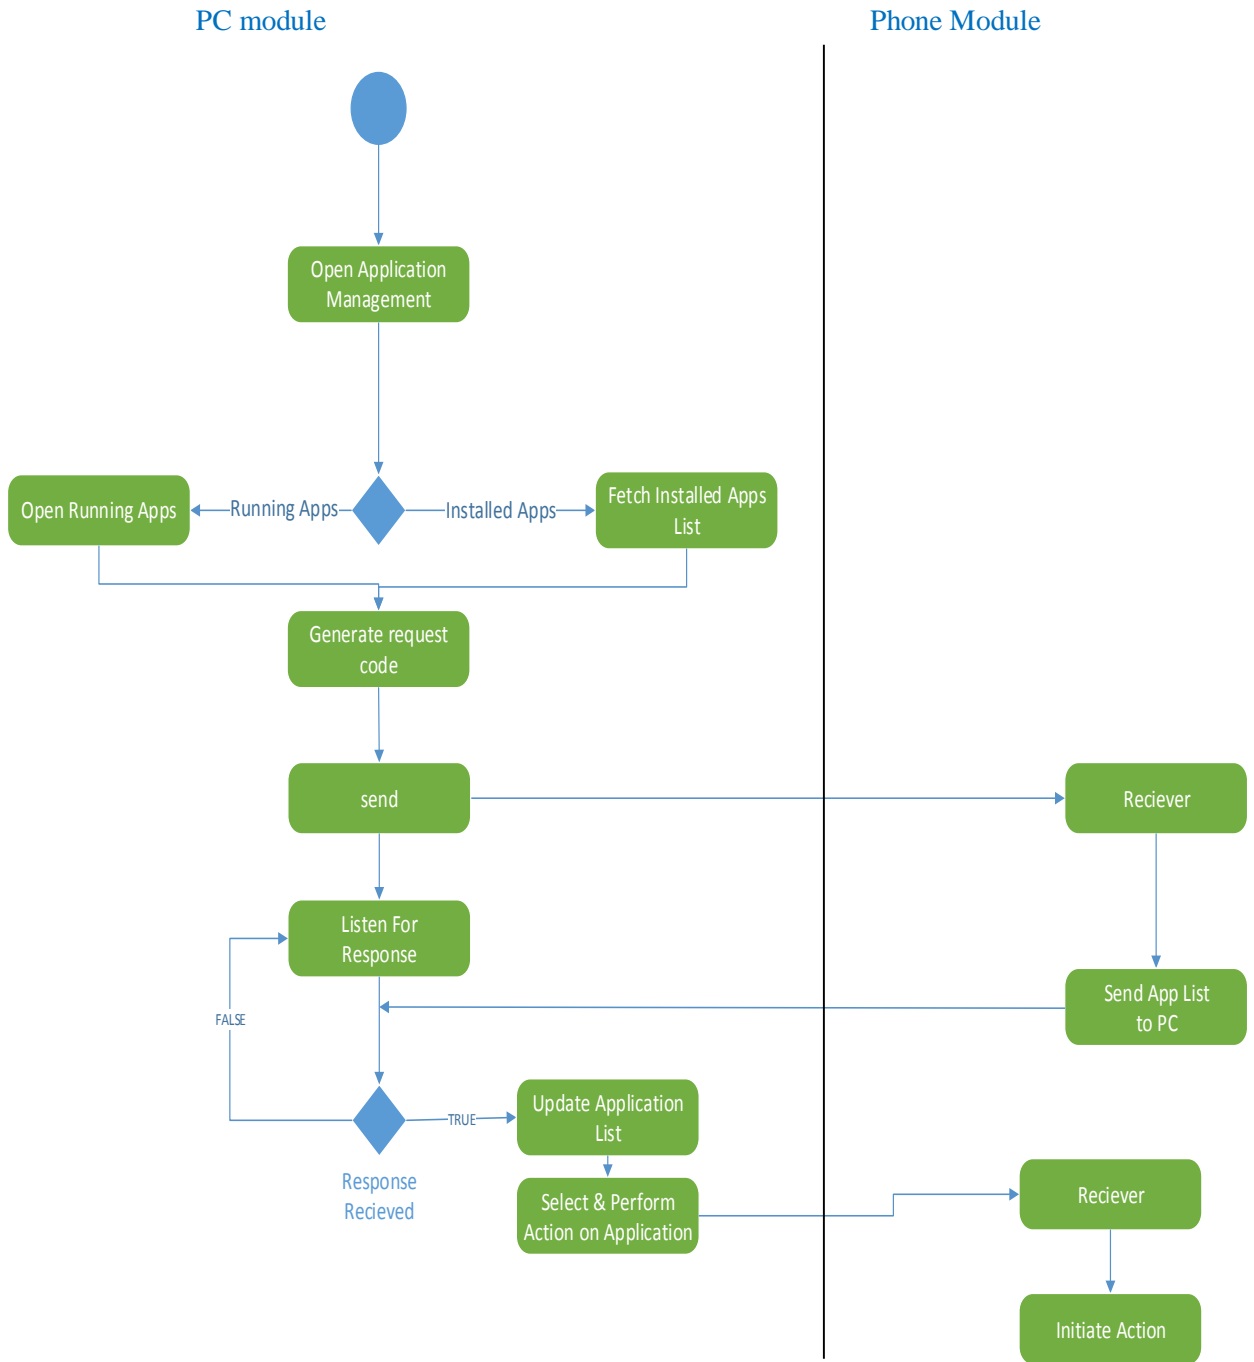 PC module
Phone Module
Open Application
Management
Open Running Apps
Running Apps
Installed Apps
Fetch Installed Apps
List
Generate request
code
send
Reciever
Listen For
Response
Send App List
to PC
FALSE
TRUE
Update Application
List
Response
Recieved
Select & Perform
Action on Application
Reciever
Initiate Action